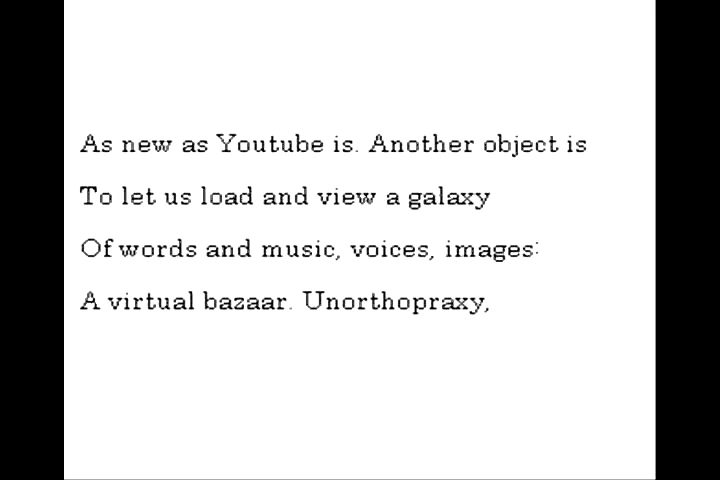 As new as Youtube is. Another object is
To let us load and view a galaxy
Of words and music, voices, images:
A virtual bazaar. Unorthopraxy,